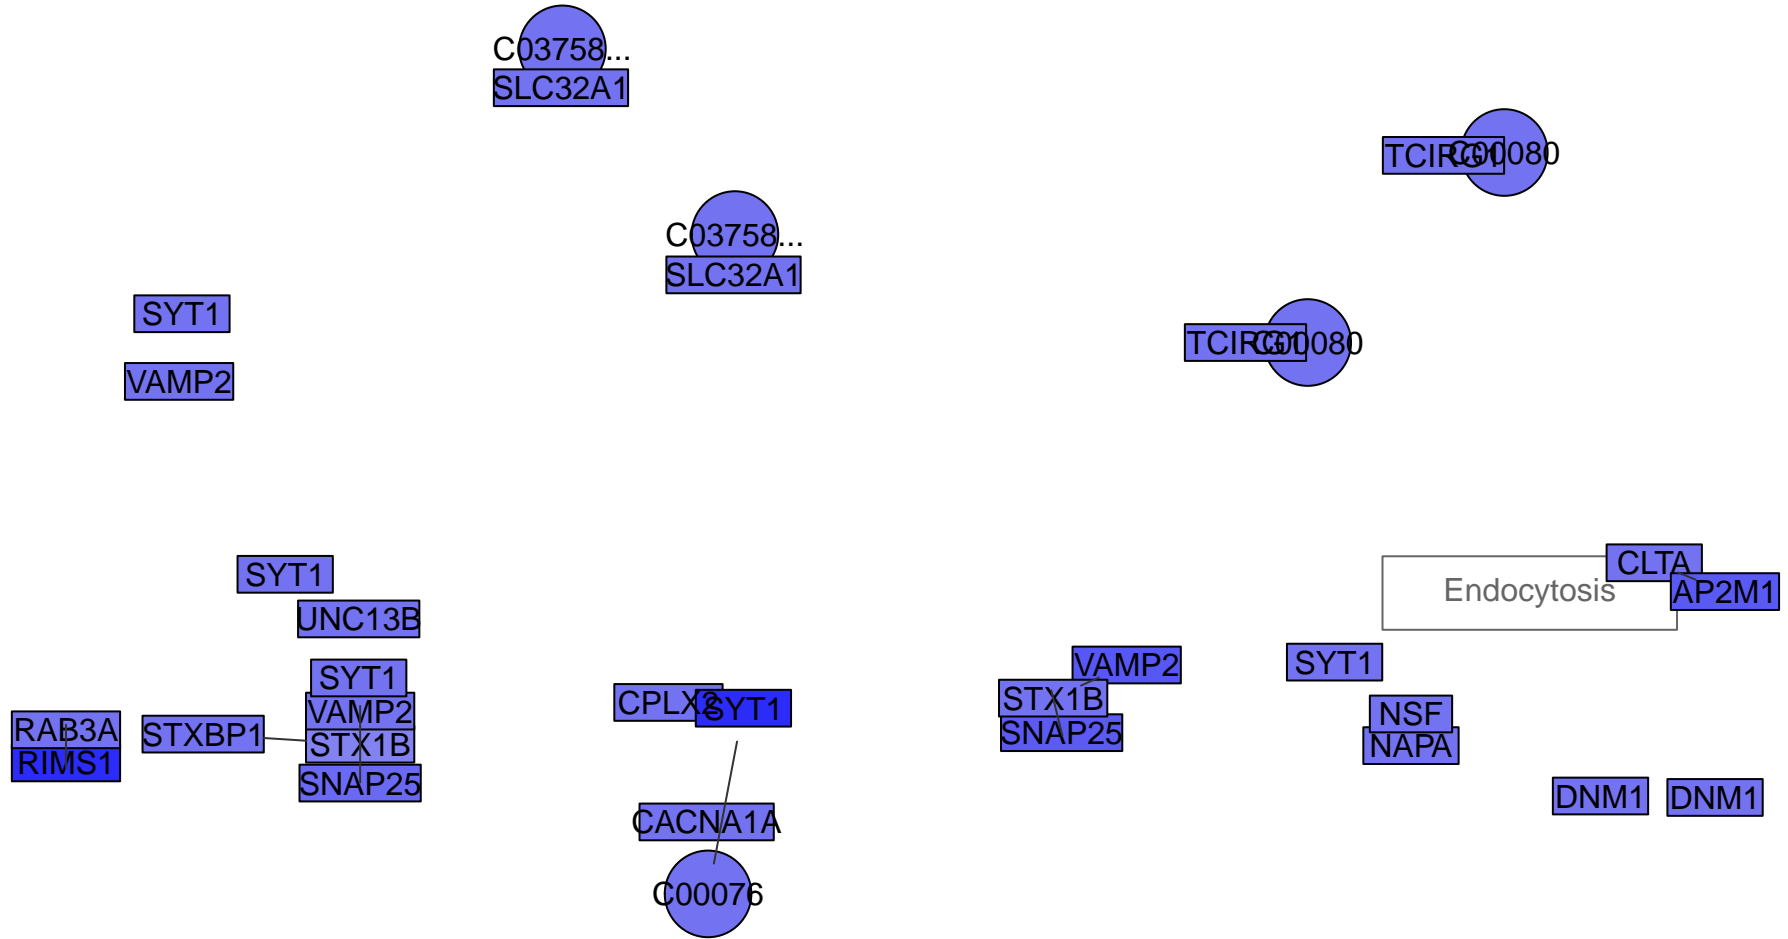 C03758...
SLC32A1
TCIRG1
C00080
C03758...
SLC32A1
SYT1
TCIRG1
C00080
VAMP2
SYT1
CLTA
Endocytosis
AP2M1
UNC13B
SYT1
VAMP2
SYT1
CPLX2
SYT1
STX1B
VAMP2
NSF
RAB3A
STXBP1
STX1B
SNAP25
NAPA
RIMS1
SNAP25
DNM1
DNM1
CACNA1A
C00076